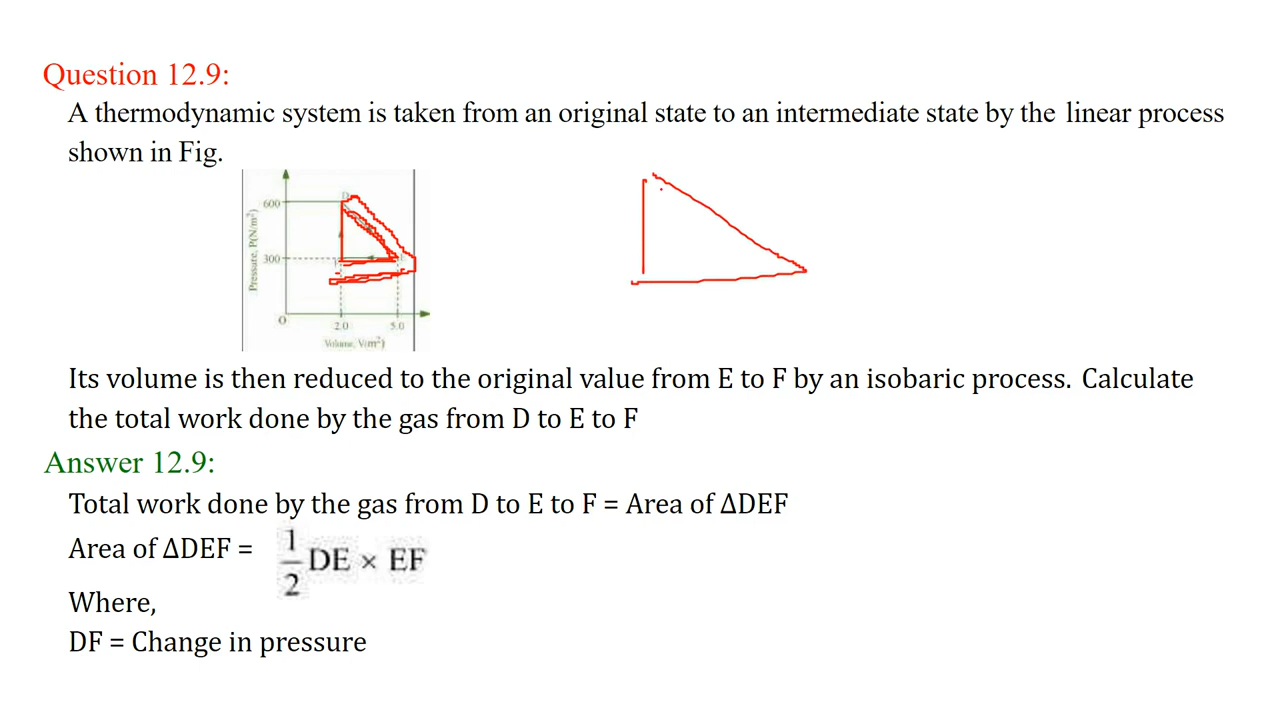 Question 12.9:
A thermodynamic system is taken from an original state to an intermediate state by the linear process
shown in Fig.
D
600
Pressure, P(N/m²)
300
E
F
O
2.0 5.0
Volume, V(m³)
Its volume is then reduced to the original value from E to F by an isobaric process. Calculate
the total work done by the gas from D to E to F
Answer 12.9:
Total work done by the gas from D to E to F = Area of ΔDEF
Area of ΔDEF = 1/2 DE × EF
Where,
DF = Change in pressure